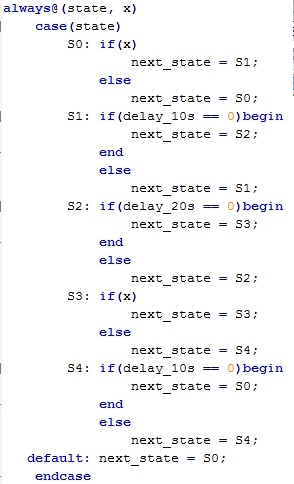 always@(state, x)
case(state)
S0: if(x)
next_state = S1;
else
next_state = S0;
S1: if(delay_10s == 0)begin
next_state = S2;
end
else
next_state = S1;
S2: if(delay_20s == 0)begin
next_state = S3;
end
else
next_state = S2;
S3: if(x)
next_state = S3;
else
next_state = S4;
S4: if(delay_10s == 0)begin
next_state = S0;
end
else
next_state = S4;
default: next_state = S0;
endcase